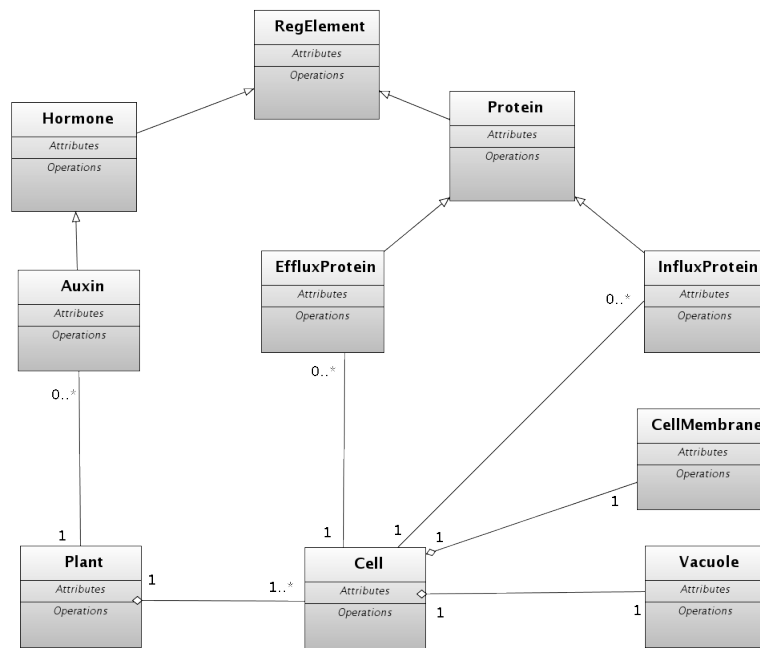 RegElement
Attributes
Operations
Hormone
Attributes
Operations
Protein
Attributes
Operations
Auxin
Attributes
Operations
EffluxProtein
Attributes
Operations
InfluxProtein
Attributes
Operations
0..*
0..*
0..*
CellMembrane
Attributes
Operations
1
1
1
1
1
Plant
Attributes
Operations
1
1..*
Cell
Attributes
Operations
1
1
Vacuole
Attributes
Operations